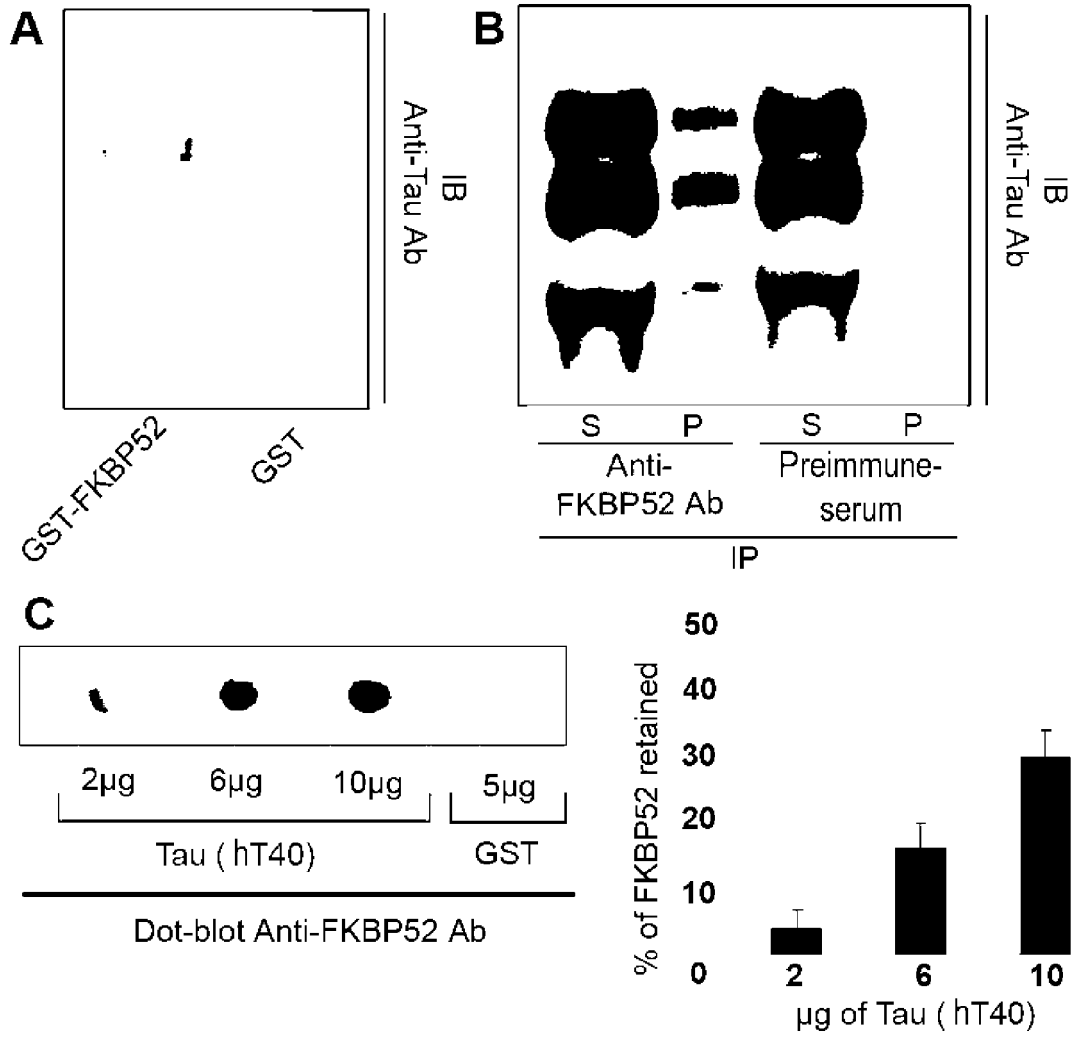 A
IB
Anti-Tau Ab
GST-FKBP52
GST
B
IB
Anti-Tau Ab
S P S P
Anti-
FKBP52 Ab
Preimmune-
serum
IP
C
2µg 6µg 10µg 5µg
Tau ( hT40) GST
Dot-blot Anti-FKBP52 Ab
% of FKBP52 retained
50
40
30
20
10
0
2 6 10
µg of Tau ( hT40)